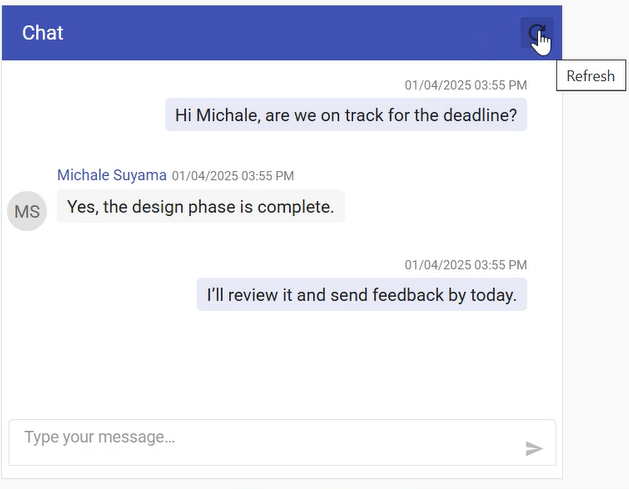 Chat
Refresh
01/04/2025 03:55 PM
Hi Michale, are we on track for the deadline?
Michale Suyama 01/04/2025 03:55 PM
MS
Yes, the design phase is complete.
01/04/2025 03:55 PM
I’ll review it and send feedback by today.
Type your message…